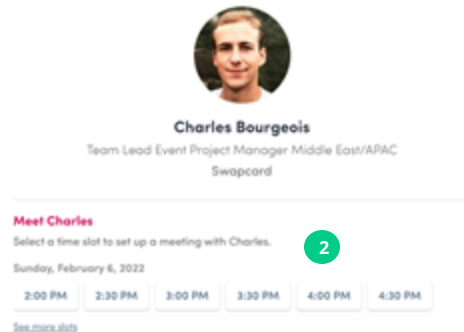 Charles Bourgeois
Team Lead Event Project Manager Middle East/APAC
Swapcard
Meet Charles
Select a time slot to set up a meeting with Charles.
2
Sunday, February 6, 2022
2:00 PM 2:30 PM 3:00 PM 3:30 PM 4:00 PM 4:30 PM
See more slots